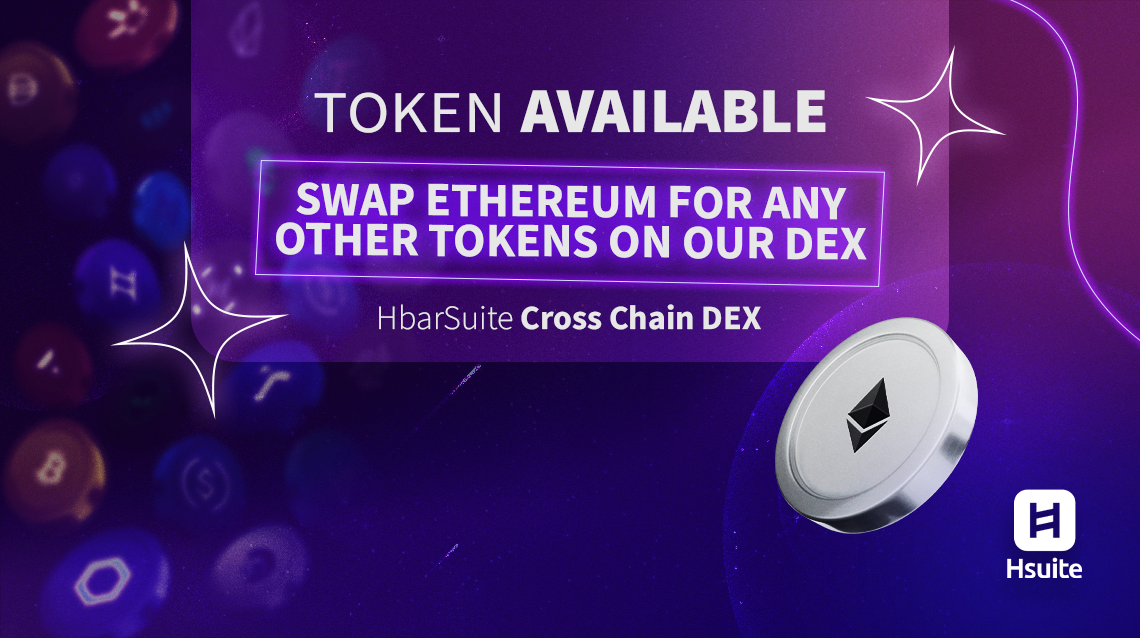 TOKEN AVAILABLE
SWAP ETHEREUM FOR ANY
OTHER TOKENS ON OUR DEX
HbarSuite Cross Chain DEX
Hsuite